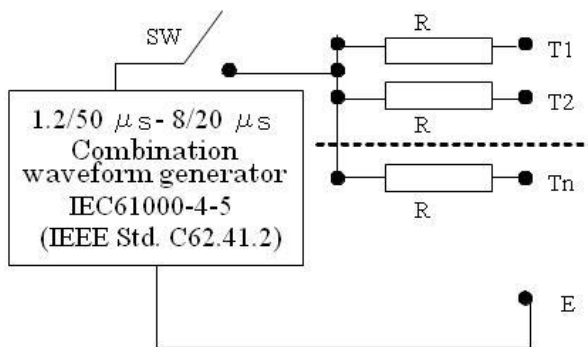 SW
R
T1
T2
R
1.2/50 μs- 8/20 μs
Combination
waveform generator
IEC61000-4-5
(IEEE Std. C62.41.2)
Tn
R
E